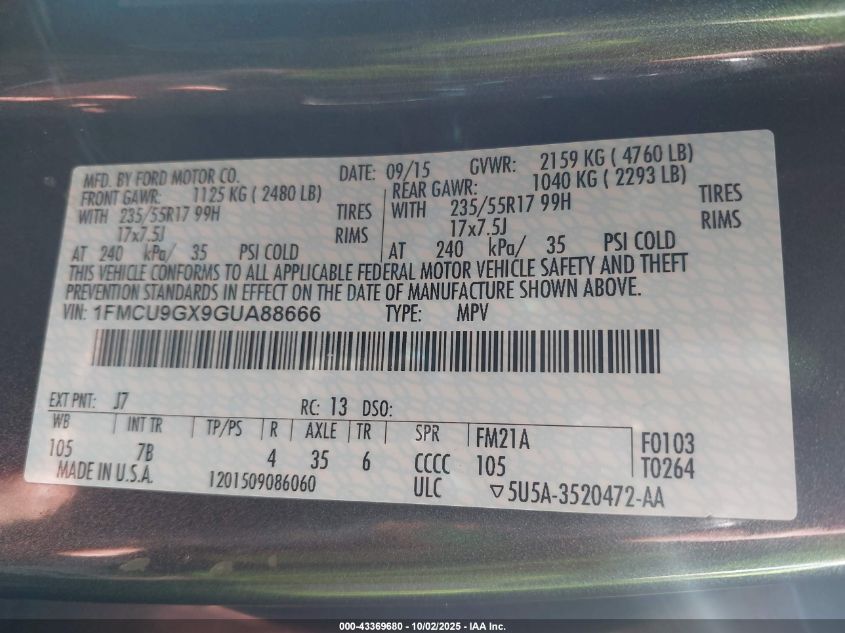 MFD. BY FORD MOTOR CO. DATE: 09/15 GVWR: 2159 KG ( 4760 LB)
FRONT GAWR: 1125 KG ( 2480 LB) REAR GAWR: 1040 KG ( 2293 LB)
WITH 235/55R17 99H TIRES WITH 235/55R17 99H TIRES
17x7.5J RIMS 17x7.5J RIMS
AT 240 kPa/ 35 PSI COLD AT 240 kPa/ 35 PSI COLD
THIS VEHICLE CONFORMS TO ALL APPLICABLE FEDERAL MOTOR VEHICLE SAFETY AND THEFT
PREVENTION STANDARDS IN EFFECT ON THE DATE OF MANUFACTURE SHOWN ABOVE.
VIN: 1FMCU9GX9GUA88666 TYPE: MPV
EXT PNT: J7 RC: 13 DSO:
WB INT TR TP/PS R AXLE TR SPR FM21A F0103
105 7B 4 35 6 CCCC 105 T0264
MADE IN U.S.A. 1201509086060 ULC ▽5U5A-3520472-AA
000-43369680 - 10/02/2025 - IAA Inc.